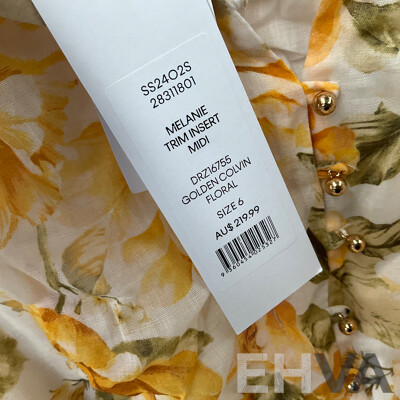 SS24O2S
28311801
MELANIE
TRIM INSERT
MIDI
DRZ16755
GOLDEN COLVIN
FLORAL
SIZE 6
AU$ 219.99
EHVA